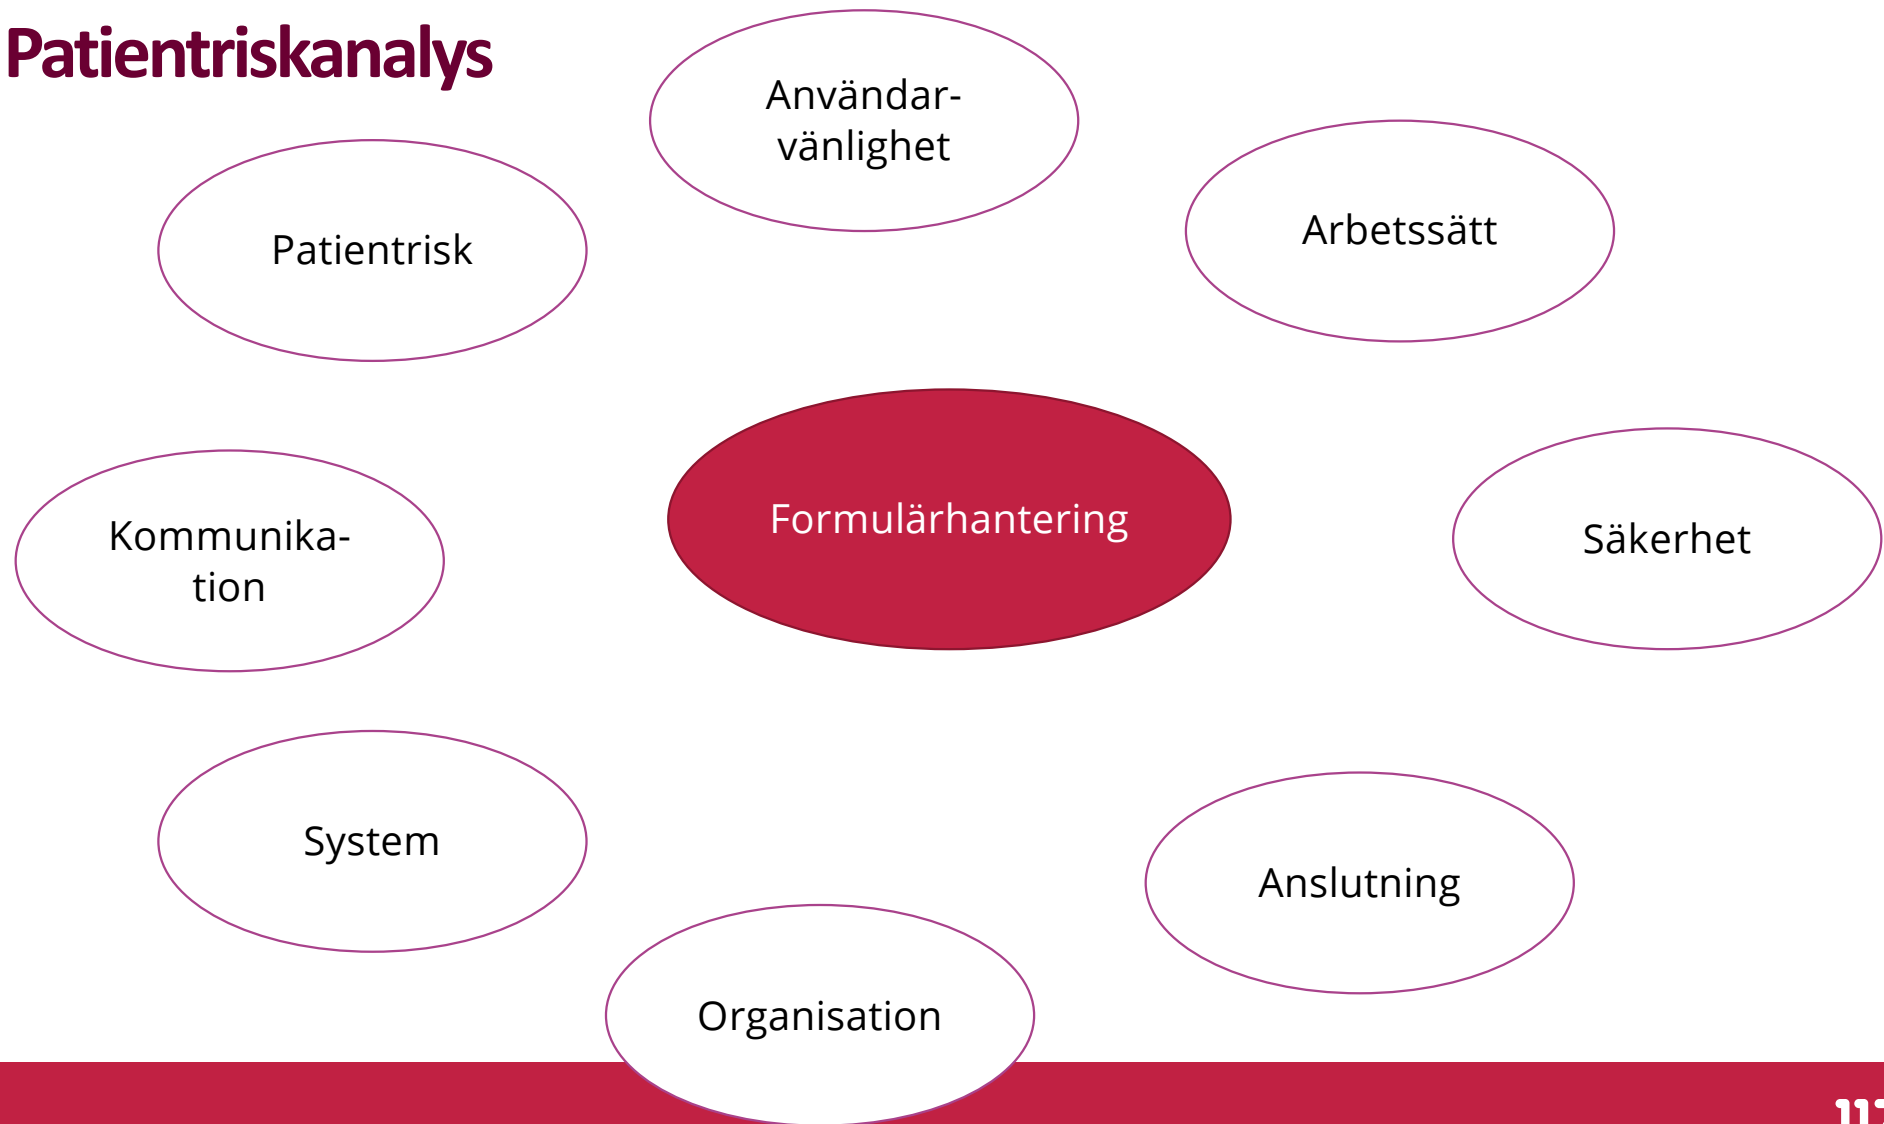 Patientriskanalys
Användar-
vänlighet
Arbetssätt
Patientrisk
Formulärhantering
Säkerhet
Kommunika-
tion
System
Anslutning
Organisation